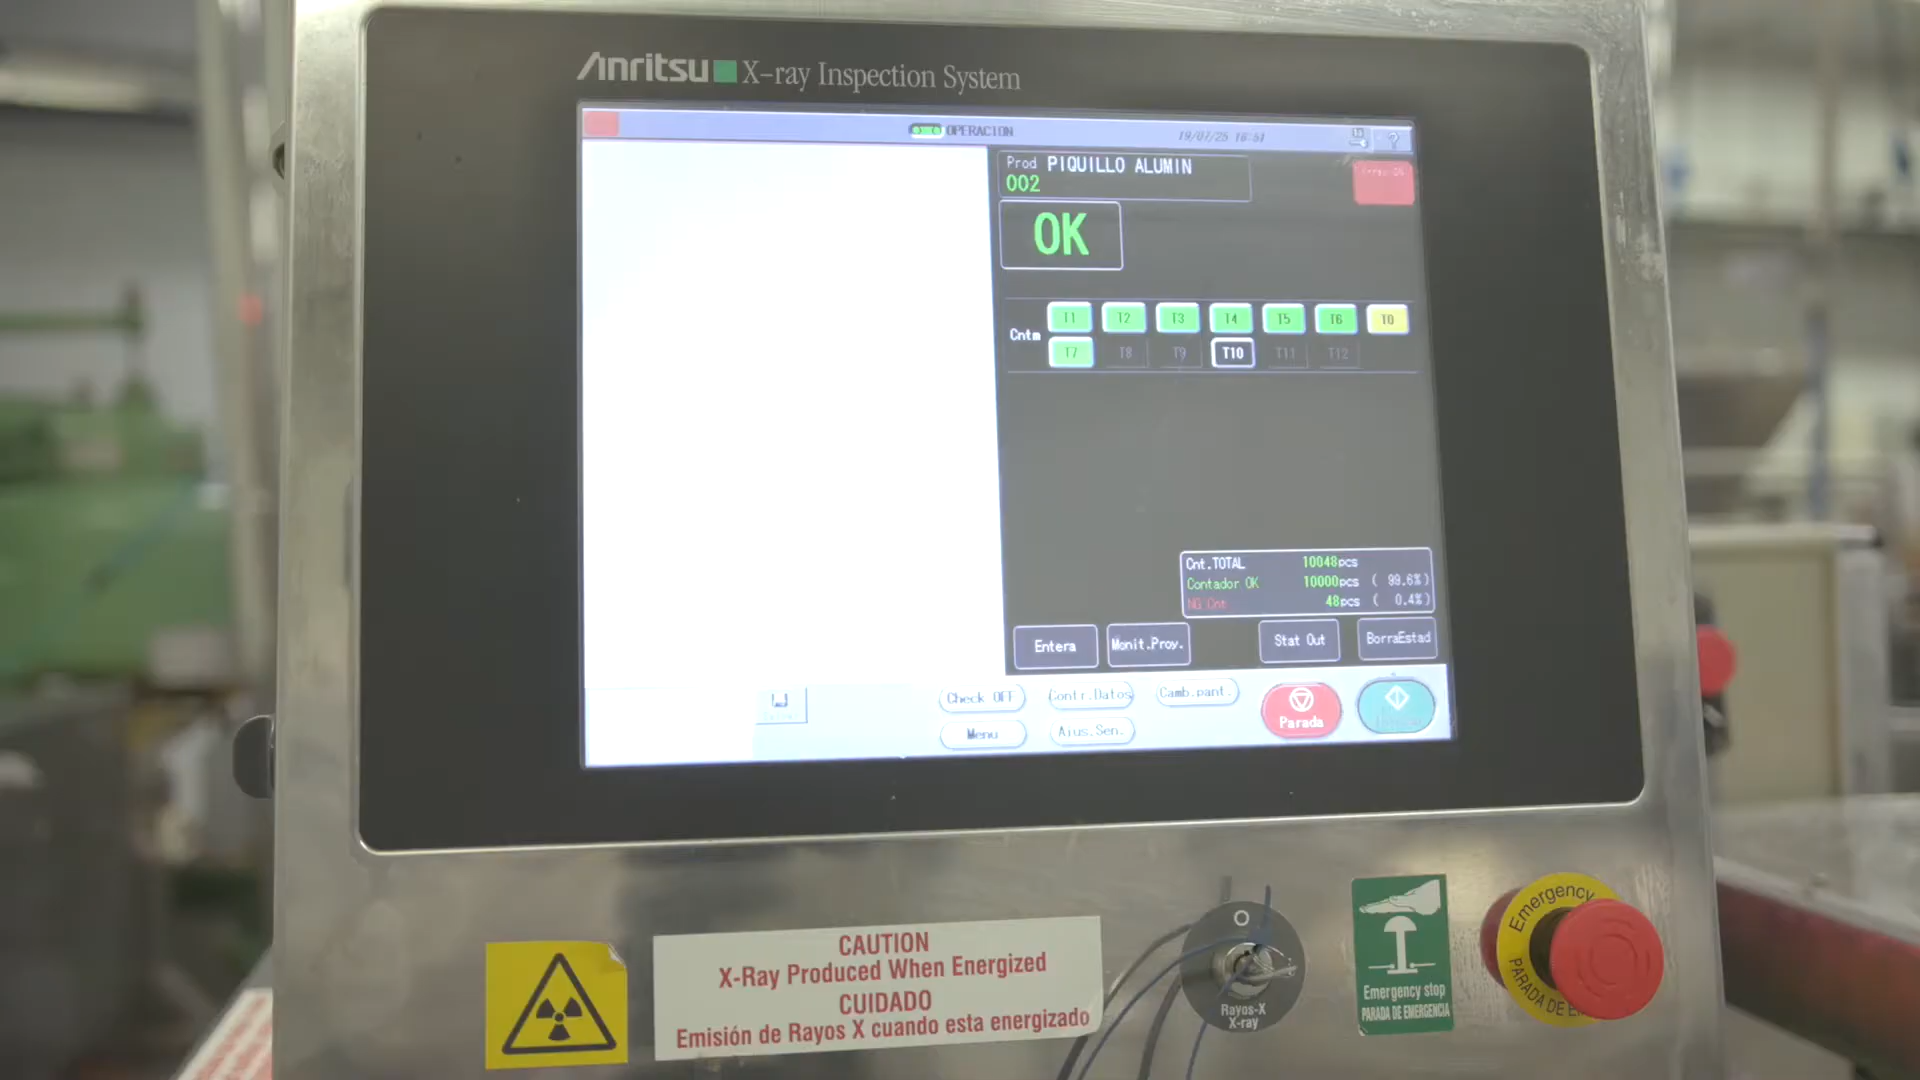 Anritsu X-ray Inspection System
OPERACION
19/07/25 16:51
?
Prod PIQUILLO ALUMIN
002
OK
Cntm
T1 T2 T3 T4 T5 T6 T0
T7 T8 T9 T10 T11 T12
Cnt.TOTAL 10048pcs
Contador OK 10000pcs ( 99.6%)
NG Cnt 48pcs ( 0.4%)
Entera
Monit.Proy.
Stat Out
BorraEstad
Check OFF
Contr.Datos
Camb.pant.
Parada
Menu
Ajus.Sen.
CAUTION
X-Ray Produced When Energized
CUIDADO
Emisión de Rayos X cuando esta energizado
O
Rayos-X
X-ray
Emergency stop
PARADA DE EMERGENCIA
Emergency
PARADA DE